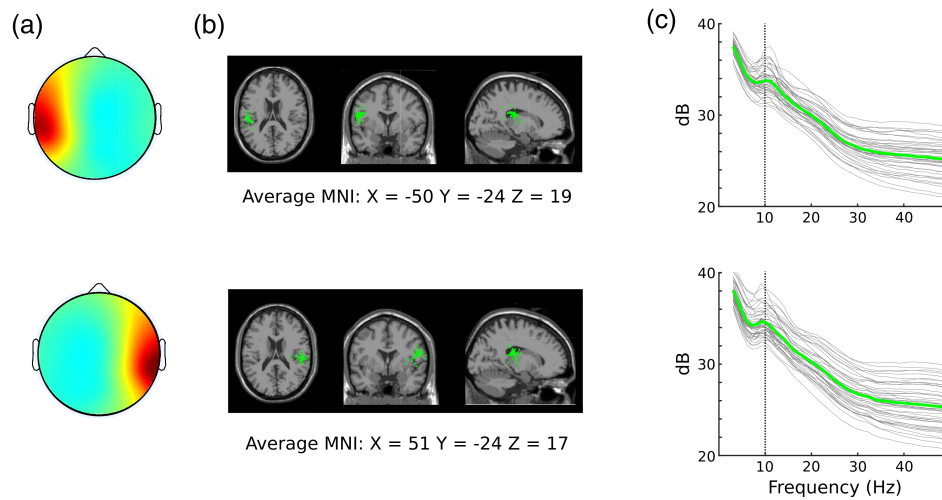 (a)
(b)
(c)
Average MNI: X = -50 Y = -24 Z = 19
40
30
20
dB
10 20 30 40
Average MNI: X = 51 Y = -24 Z = 17
40
30
20
dB
10 20 30 40
Frequency (Hz)